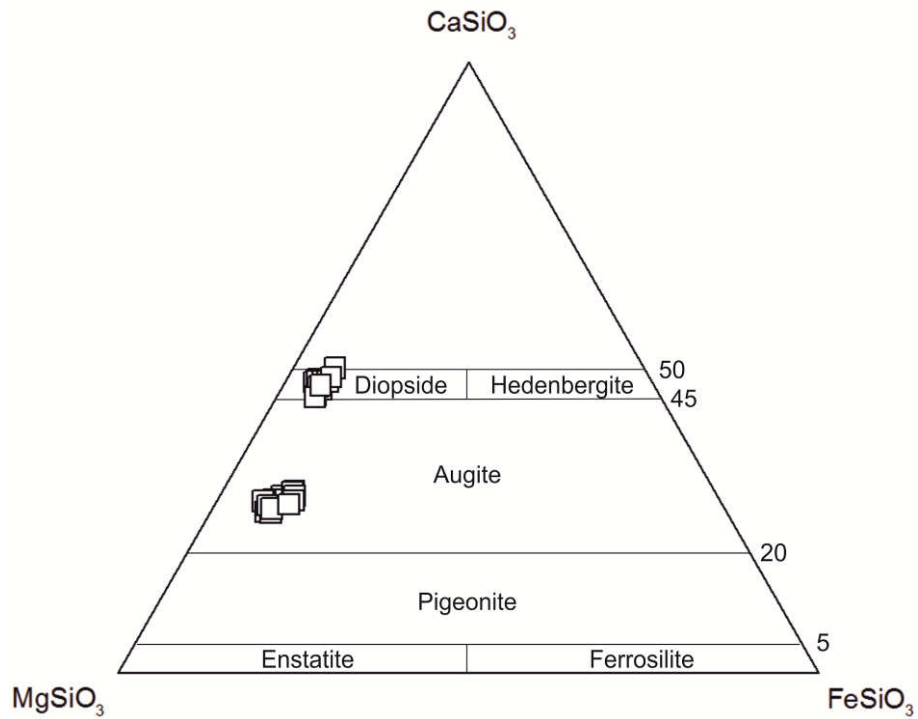 CaSiO₃
50
Diopside Hedenbergite
45
Augite
20
Pigeonite
5
Enstatite Ferrosilite
MgSiO₃ FeSiO₃